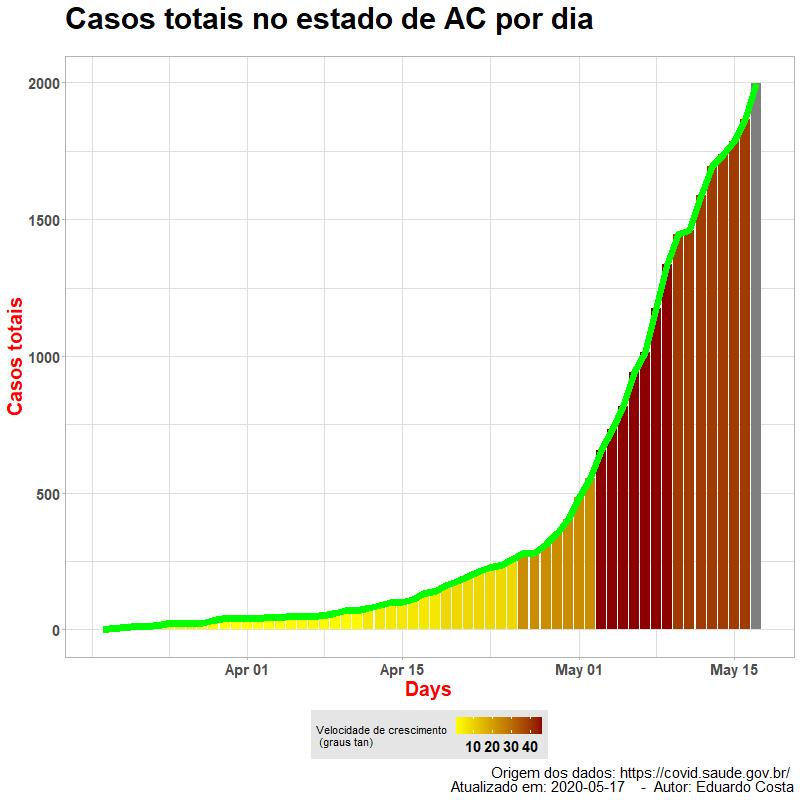 Casos totais no estado de AC por dia
2000
1500
1000
500
0
Casos totais
Apr 01
Apr 15
May 01
May 15
Days
Velocidade de crescimento
(graus tan)
10 20 30 40
Origem dos dados: https://covid.saude.gov.br/
Atualizado em: 2020-05-17 - Autor: Eduardo Costa